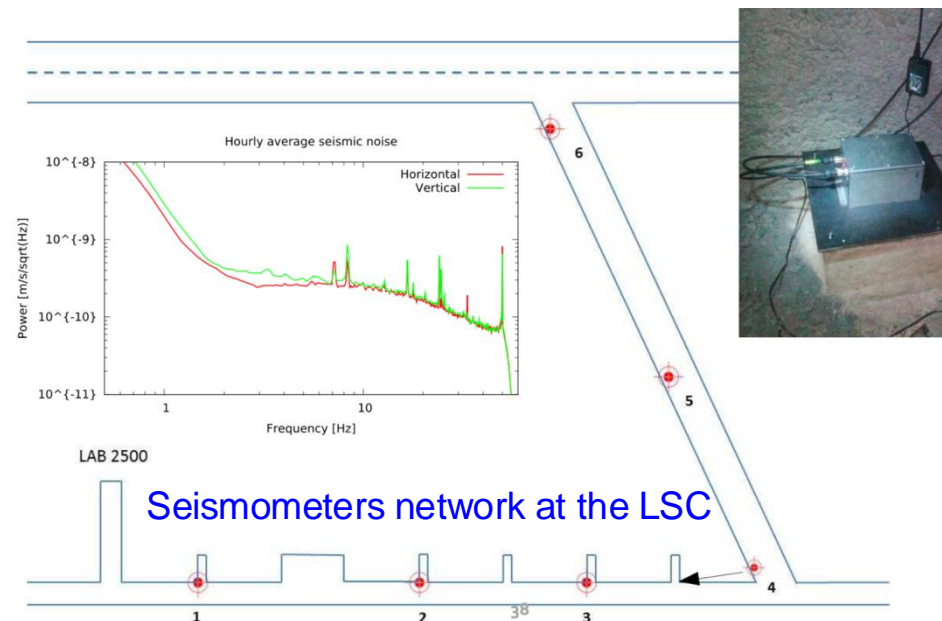 Hourly average seismic noise
10^{-8}
10^{-9}
10^{-10}
10^{-11}
Power [m/s/sqrt(Hz)]
Horizontal
Vertical
1
10
Frequency [Hz]
6
5
LAB 2500
Seismometers network at the LSC
4
1
2
38
3